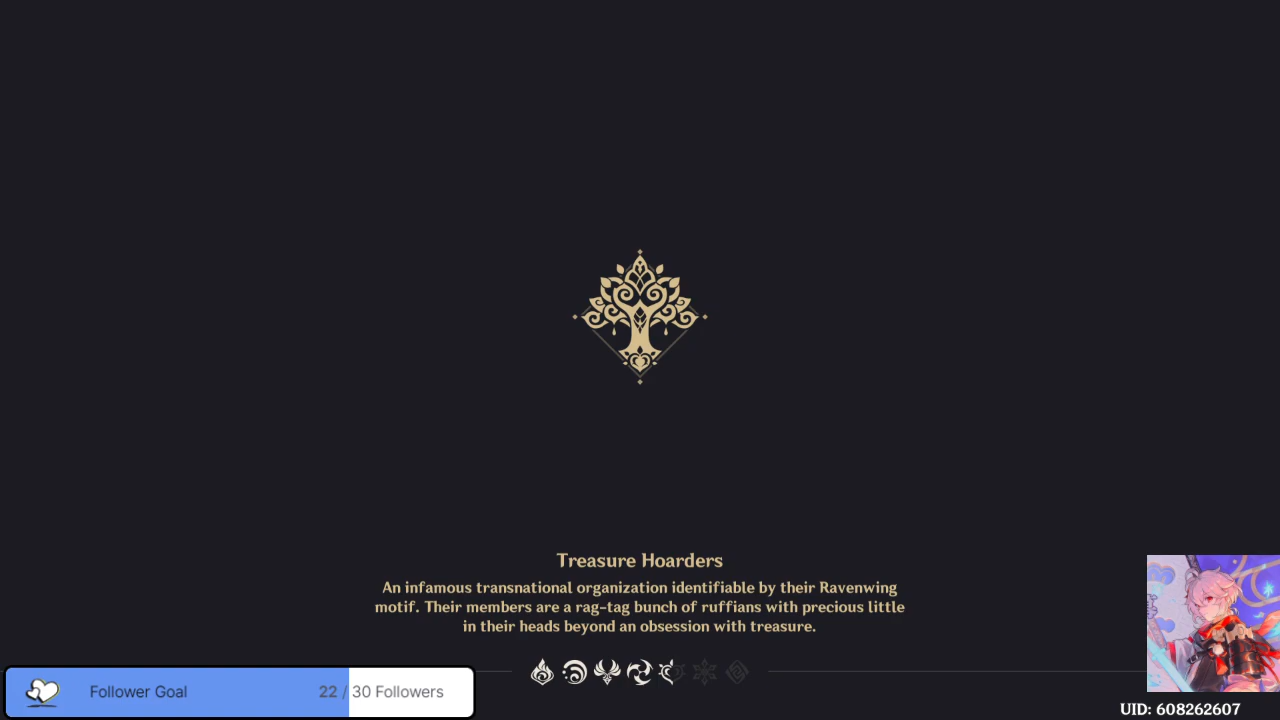 Treasure Hoarders
An infamous transnational organization identifiable by their Ravenwing
motif. Their members are a rag-tag bunch of ruffians with precious little
in their heads beyond an obsession with treasure.
Follower Goal 22 / 30 Followers
UID: 608262607